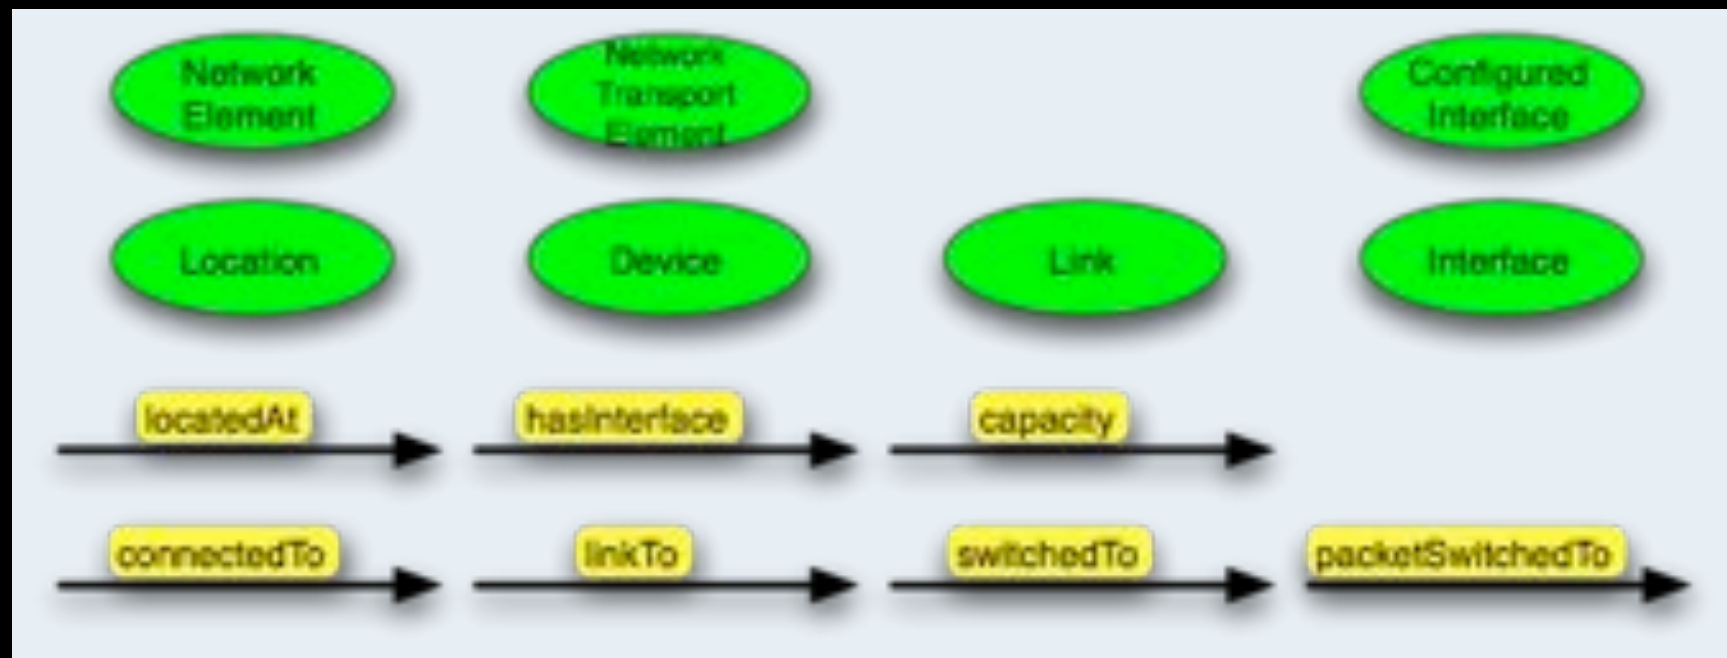 Network
Element
Network
Transport
Element
Configured
Interface
Location
Device
Link
Interface
locatedAt
hasInterface
capacity
connectedTo
linkTo
switchedTo
packetSwitchedTo